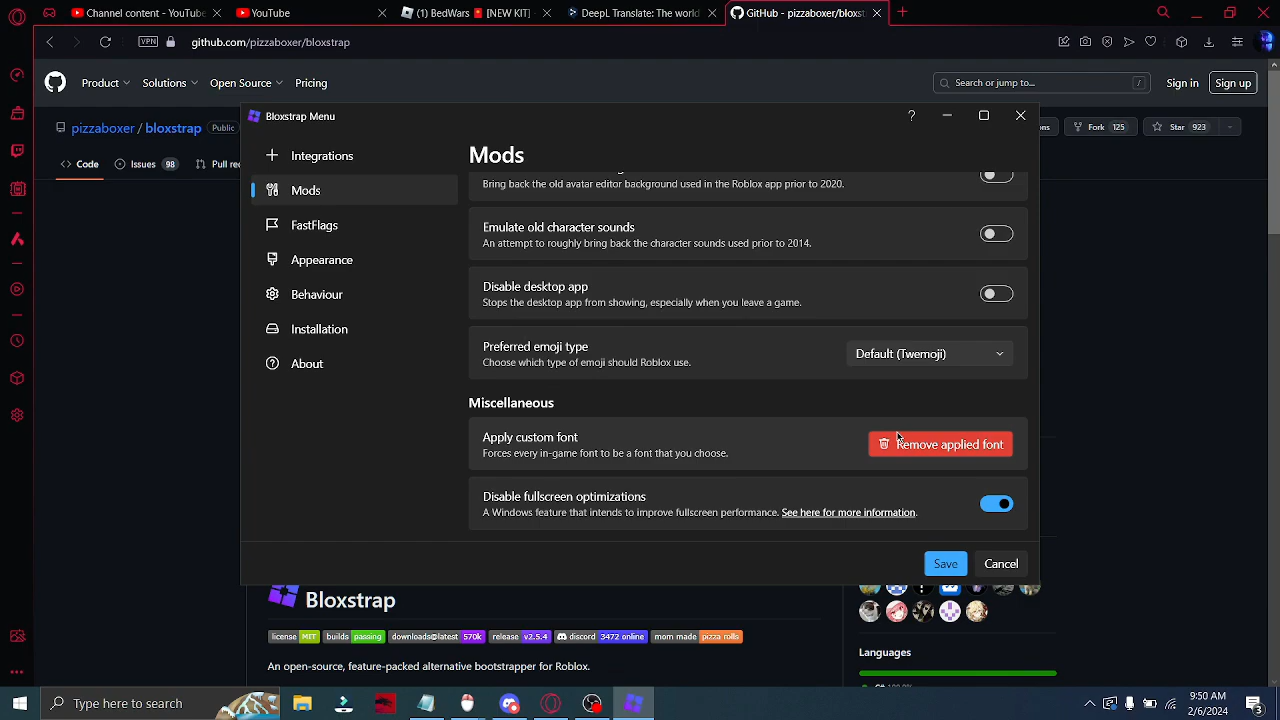 Channel content - YouTube
YouTube
(1) BedWars 🚨 [NEW KIT] -
DeepL Translate: The world
GitHub - pizzaboxer/bloxst
VPN
github.com/pizzaboxer/bloxstrap
Product
Solutions
Open Source
Pricing
Search or jump to...
/
Sign in
Sign up
pizzaboxer / bloxstrap
Public
Fork 125
Star 923
Code
Issues 98
Pull
Bloxstrap Menu
Integrations
Mods
FastFlags
Appearance
Behaviour
Installation
About
Mods
Bring back the old avatar editor background used in the Roblox app prior to 2020.
Emulate old character sounds
An attempt to roughly bring back the character sounds used prior to 2014.
Disable desktop app
Stops the desktop app from showing, especially when you leave a game.
Preferred emoji type
Choose which type of emoji should Roblox use.
Default (Twemoji)
Miscellaneous
Apply custom font
Forces every in-game font to be a font that you choose.
Remove applied font
Disable fullscreen optimizations
A Windows feature that intends to improve fullscreen performance. See here for more information.
Save
Cancel
Bloxstrap
license MIT builds passing downloads@latest 570k release v2.5.4 discord 3472 online mom made pizza rolls
An open-source, feature-packed alternative bootstrapper for Roblox.
Languages
Type here to search
9:50 AM
2/6/2024